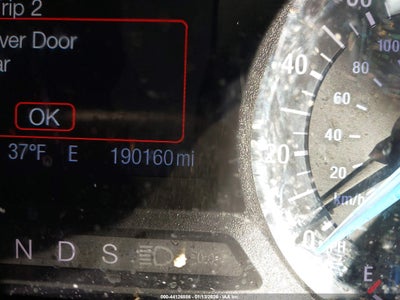 rip 2
ver Door
ar
OK
37°F E 190160 mi
N D S
40
20
0
100
80
60
40
20
km/h
E
000-44126558 - 01/13/2026 - IAA Inc.